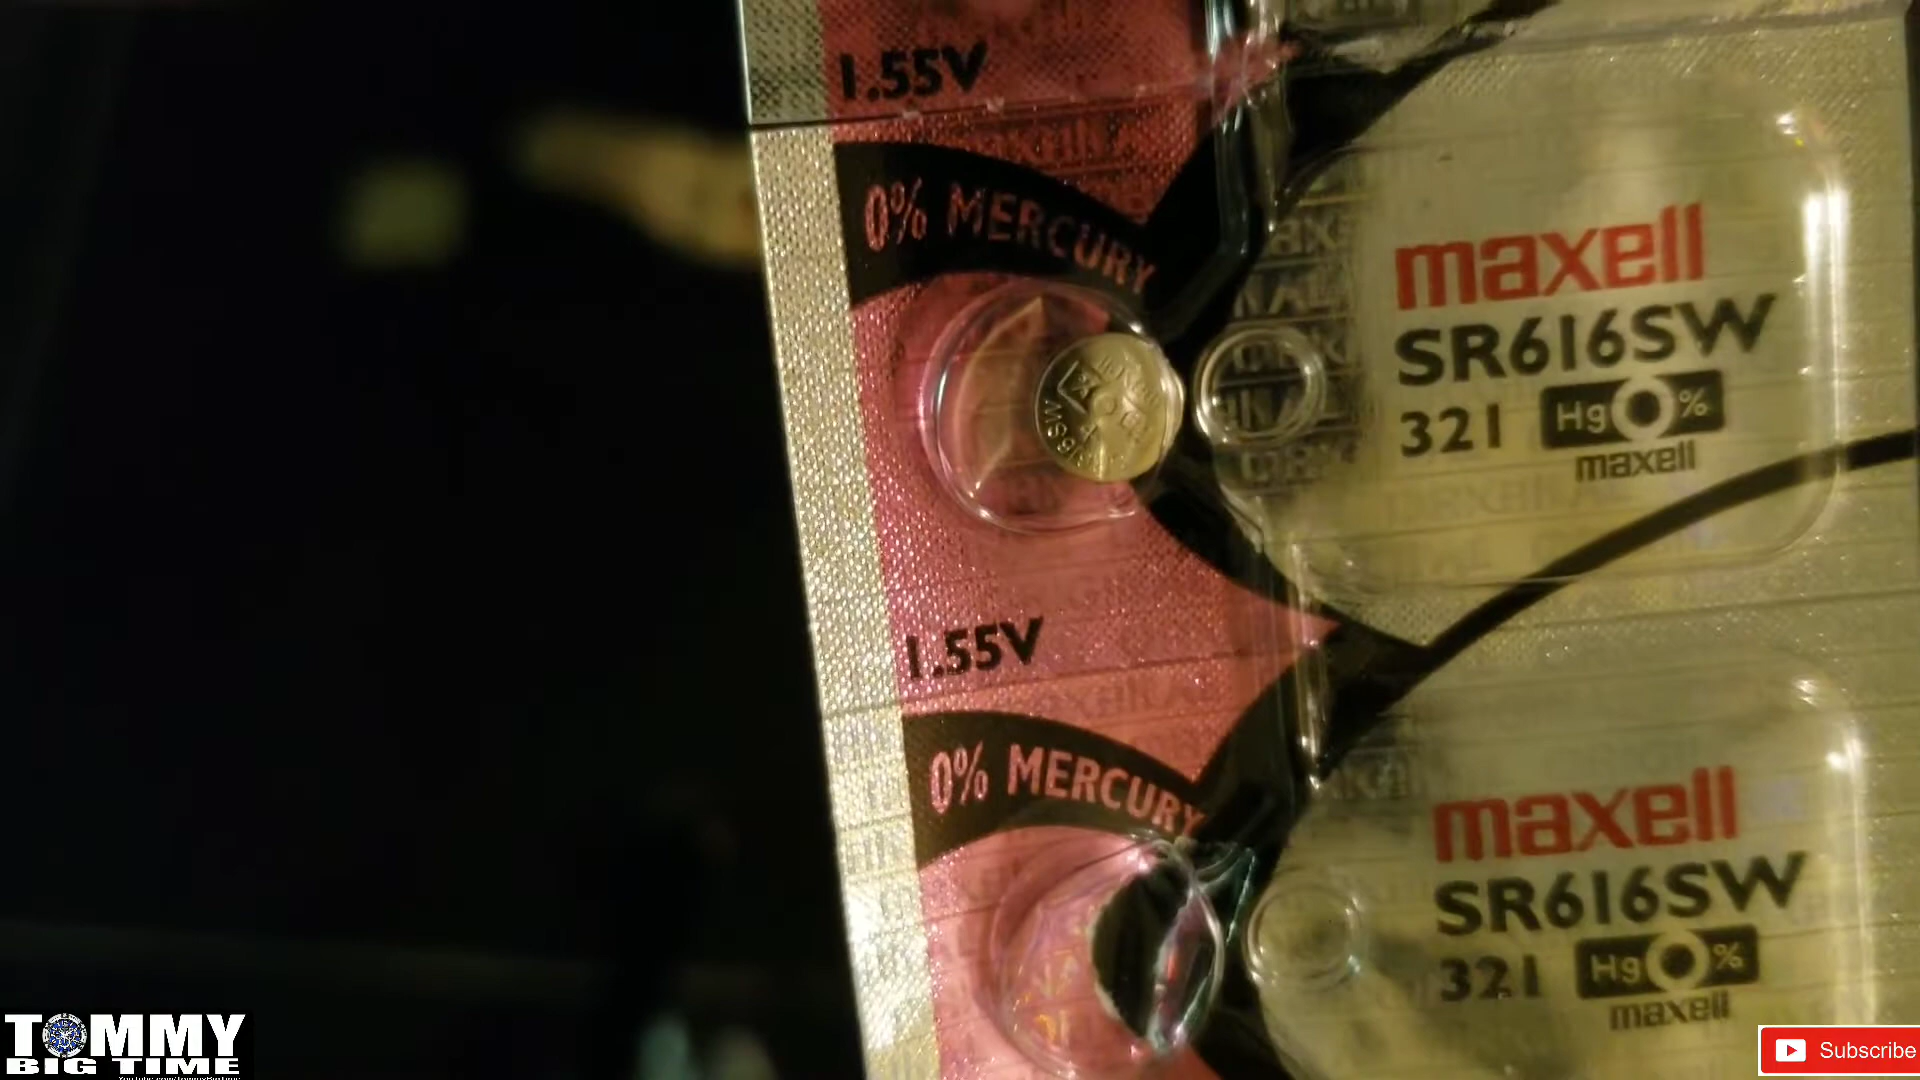 1.55V
0% MERCURY
maxell
SR616SW
321 Hg 0%
maxell
1.55V
0% MERCURY
maxell
SR616SW
321 Hg 0%
maxell
TOMMY
BIG TIME
Subscribe